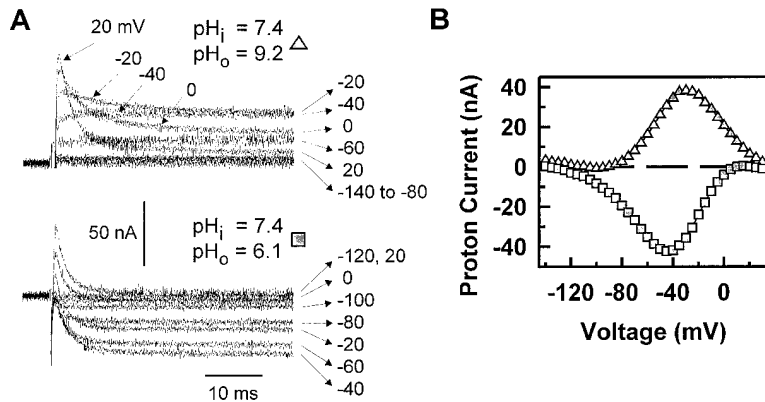 A
20 mV
pHi = 7.4
pHo = 9.2
-20
-40
0
-20
-40
0
-60
20
-140 to -80
50 nA
pHi = 7.4
pHo = 6.1
-120, 20
0
-100
-80
-20
-60
-40
10 ms
B
Proton Current (nA)
40
20
0
-20
-40
-120
-80
-40
0
Voltage (mV)